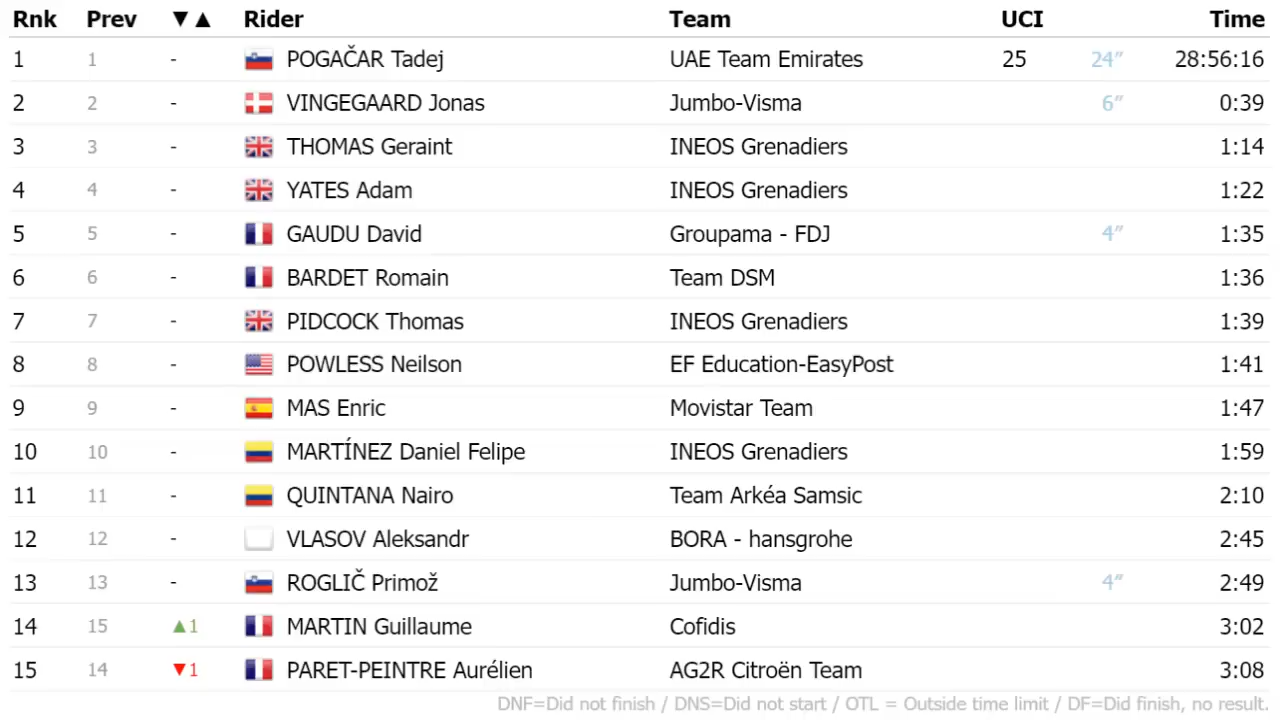 Rnk Prev ▼▲ Rider Team UCI Time
1 1 - POGAČAR Tadej UAE Team Emirates 25 24″ 28:56:16
2 2 - VINGEGAARD Jonas Jumbo-Visma 6″ 0:39
3 3 - THOMAS Geraint INEOS Grenadiers 1:14
4 4 - YATES Adam INEOS Grenadiers 1:22
5 5 - GAUDU David Groupama - FDJ 4″ 1:35
6 6 - BARDET Romain Team DSM 1:36
7 7 - PIDCOCK Thomas INEOS Grenadiers 1:39
8 8 - POWLESS Neilson EF Education-EasyPost 1:41
9 9 - MAS Enric Movistar Team 1:47
10 10 - MARTÍNEZ Daniel Felipe INEOS Grenadiers 1:59
11 11 - QUINTANA Nairo Team Arkéa Samsic 2:10
12 12 - VLASOV Aleksandr BORA - hansgrohe 2:45
13 13 - ROGLIČ Primož Jumbo-Visma 4″ 2:49
14 15 ▲1 MARTIN Guillaume Cofidis 3:02
15 14 ▼1 PARET-PEINTRE Aurélien AG2R Citroën Team 3:08
DNF=Did not finish / DNS=Did not start / OTL = Outside time limit / DF=Did finish, no result.